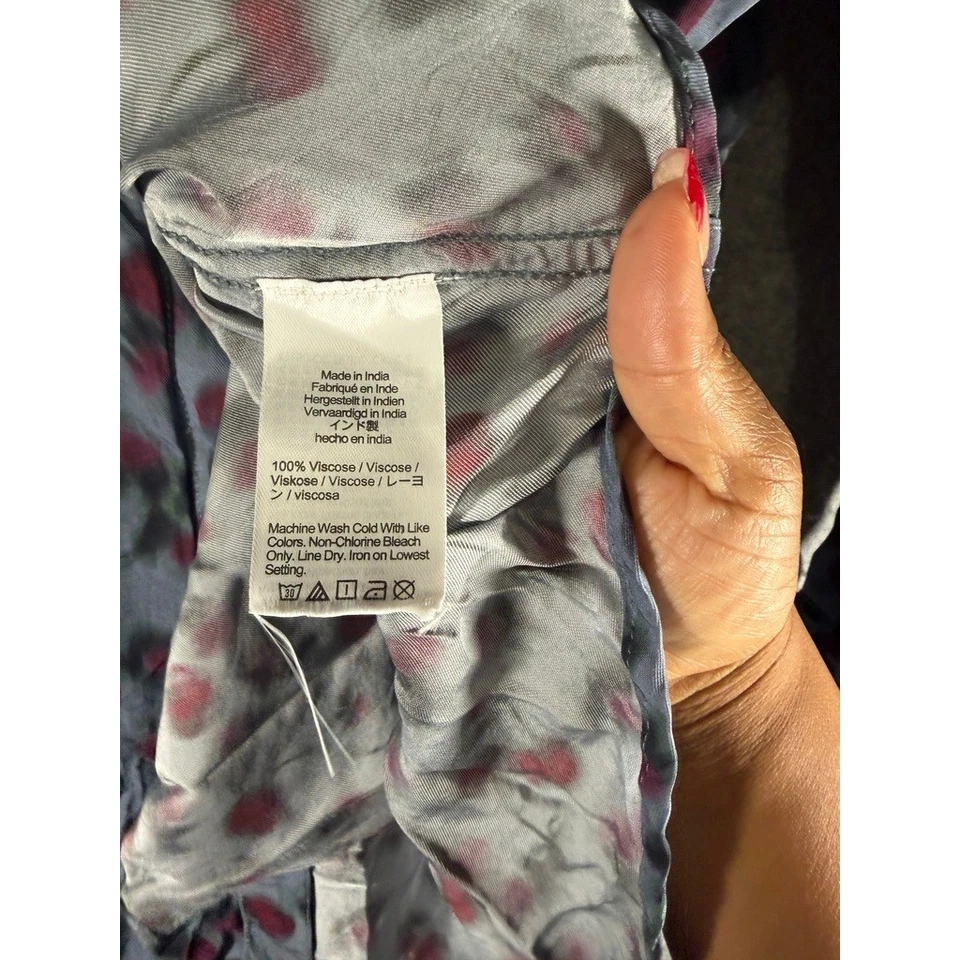 Made in India
Fabriqué en Inde
Hergestellt in Indien
Vervaardigd in India
インド製
hecho en india
100% Viscose / Viscose /
Viskose / Viscose / レーヨ
ン / viscosa
Machine Wash Cold With Like
Colors. Non-Chlorine Bleach
Only. Line Dry. Iron on Lowest
Setting.
30